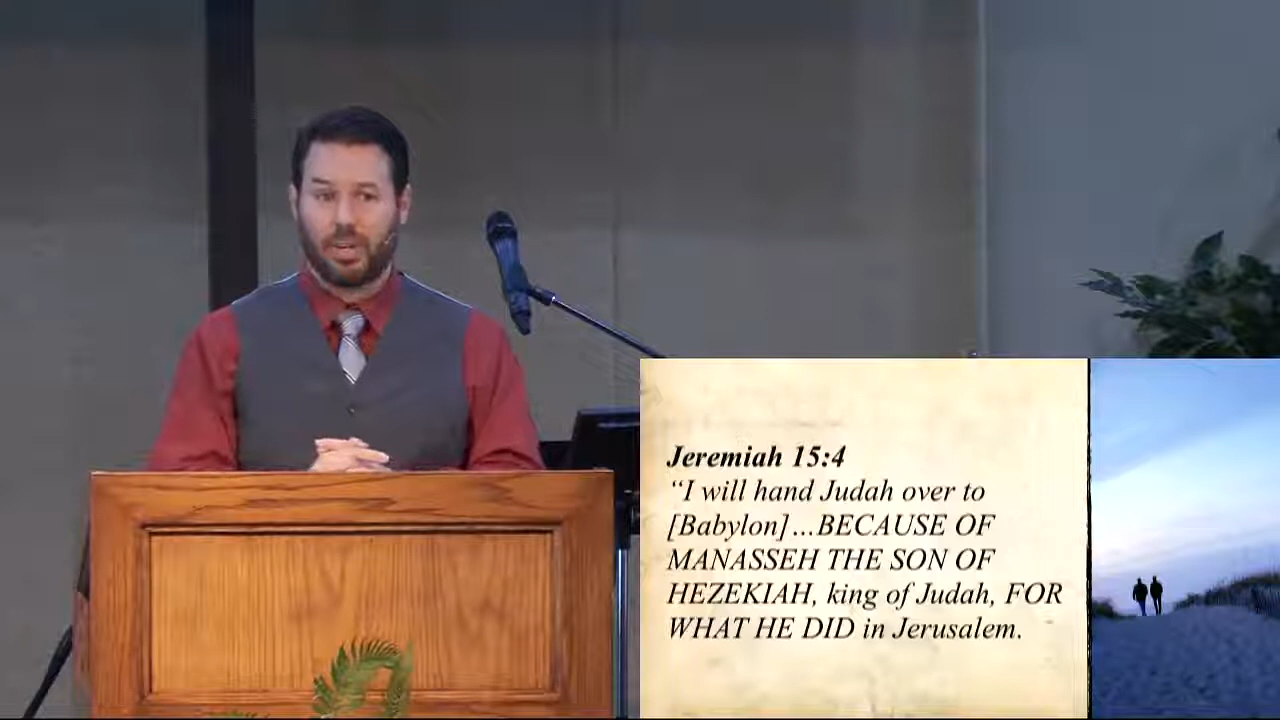 Jeremiah 15:4
“I will hand Judah over to
[Babylon]…BECAUSE OF
MANASSEH THE SON OF
HEZEKIAH, king of Judah, FOR
WHAT HE DID in Jerusalem.